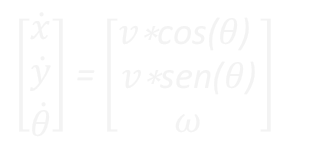 ẋ = v*cos(θ)
ẏ = v*sen(θ)
θ̇ = ω